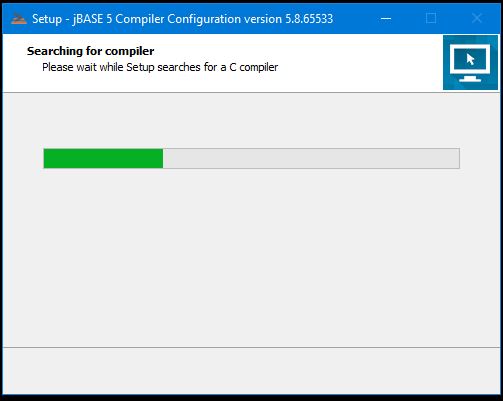 Setup - jBASE 5 Compiler Configuration version 5.8.65533
Searching for compiler
Please wait while Setup searches for a C compiler